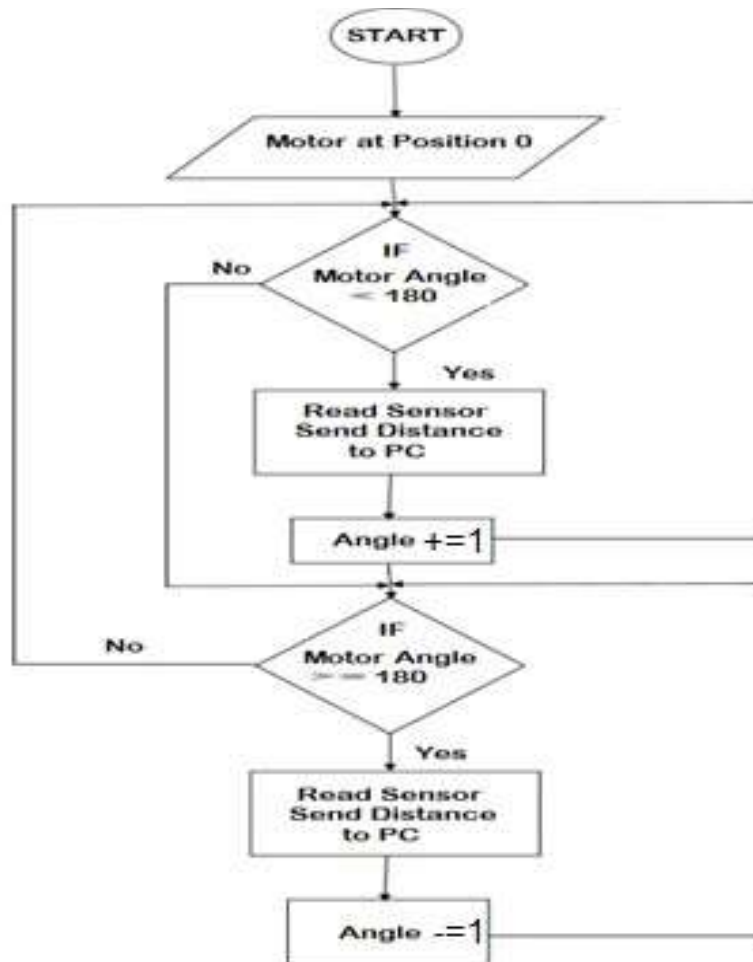 START
Motor at Position 0
IF
Motor Angle
< 180
No
Yes
Read Sensor
Send Distance
to PC
Angle +=1
IF
Motor Angle
> = 180
No
Yes
Read Sensor
Send Distance
to PC
Angle -=1